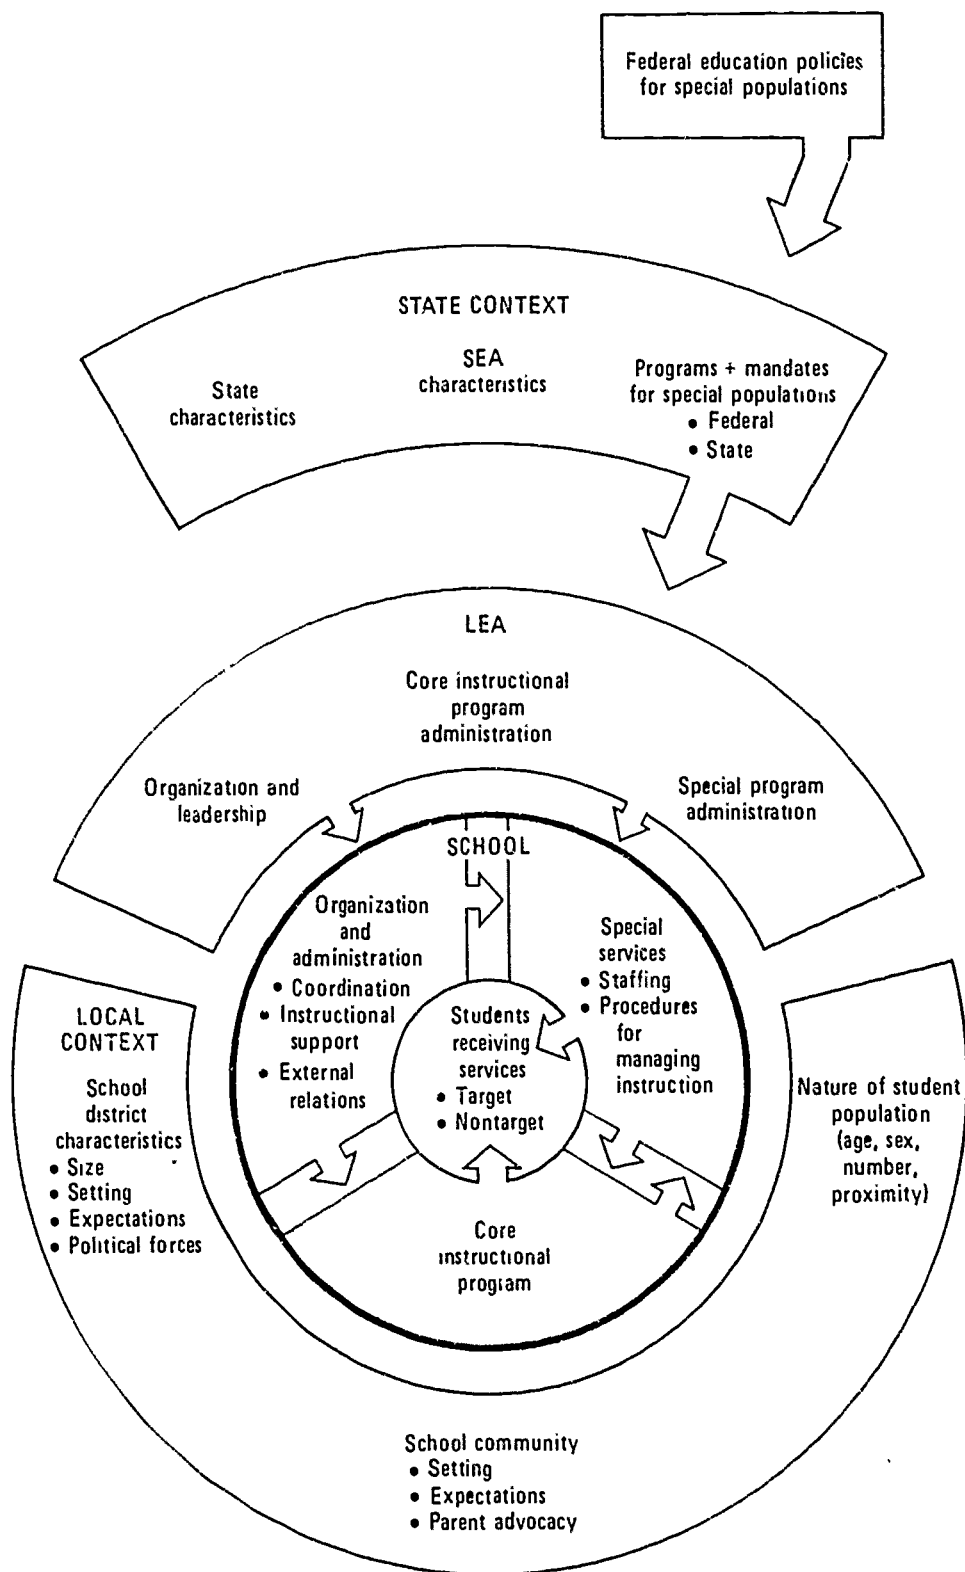 Federal education policies
for special populations
STATE CONTEXT
State
characteristics
SEA
characteristics
Programs + mandates
for special populations
• Federal
• State
LEA
Core instructional
program
administration
Organization and
leadership
Special program
administration
SCHOOL
Organization
and
administration
• Coordination
• Instructional
support
• External
relations
Special
services
• Staffing
• Procedures
for
managing
instruction
Students
receiving
services
• Target
• Nontarget
Core
instructional
program
LOCAL
CONTEXT
School
district
characteristics
• Size
• Setting
• Expectations
• Political forces
Nature of student
population
(age, sex,
number,
proximity)
School community
• Setting
• Expectations
• Parent advocacy